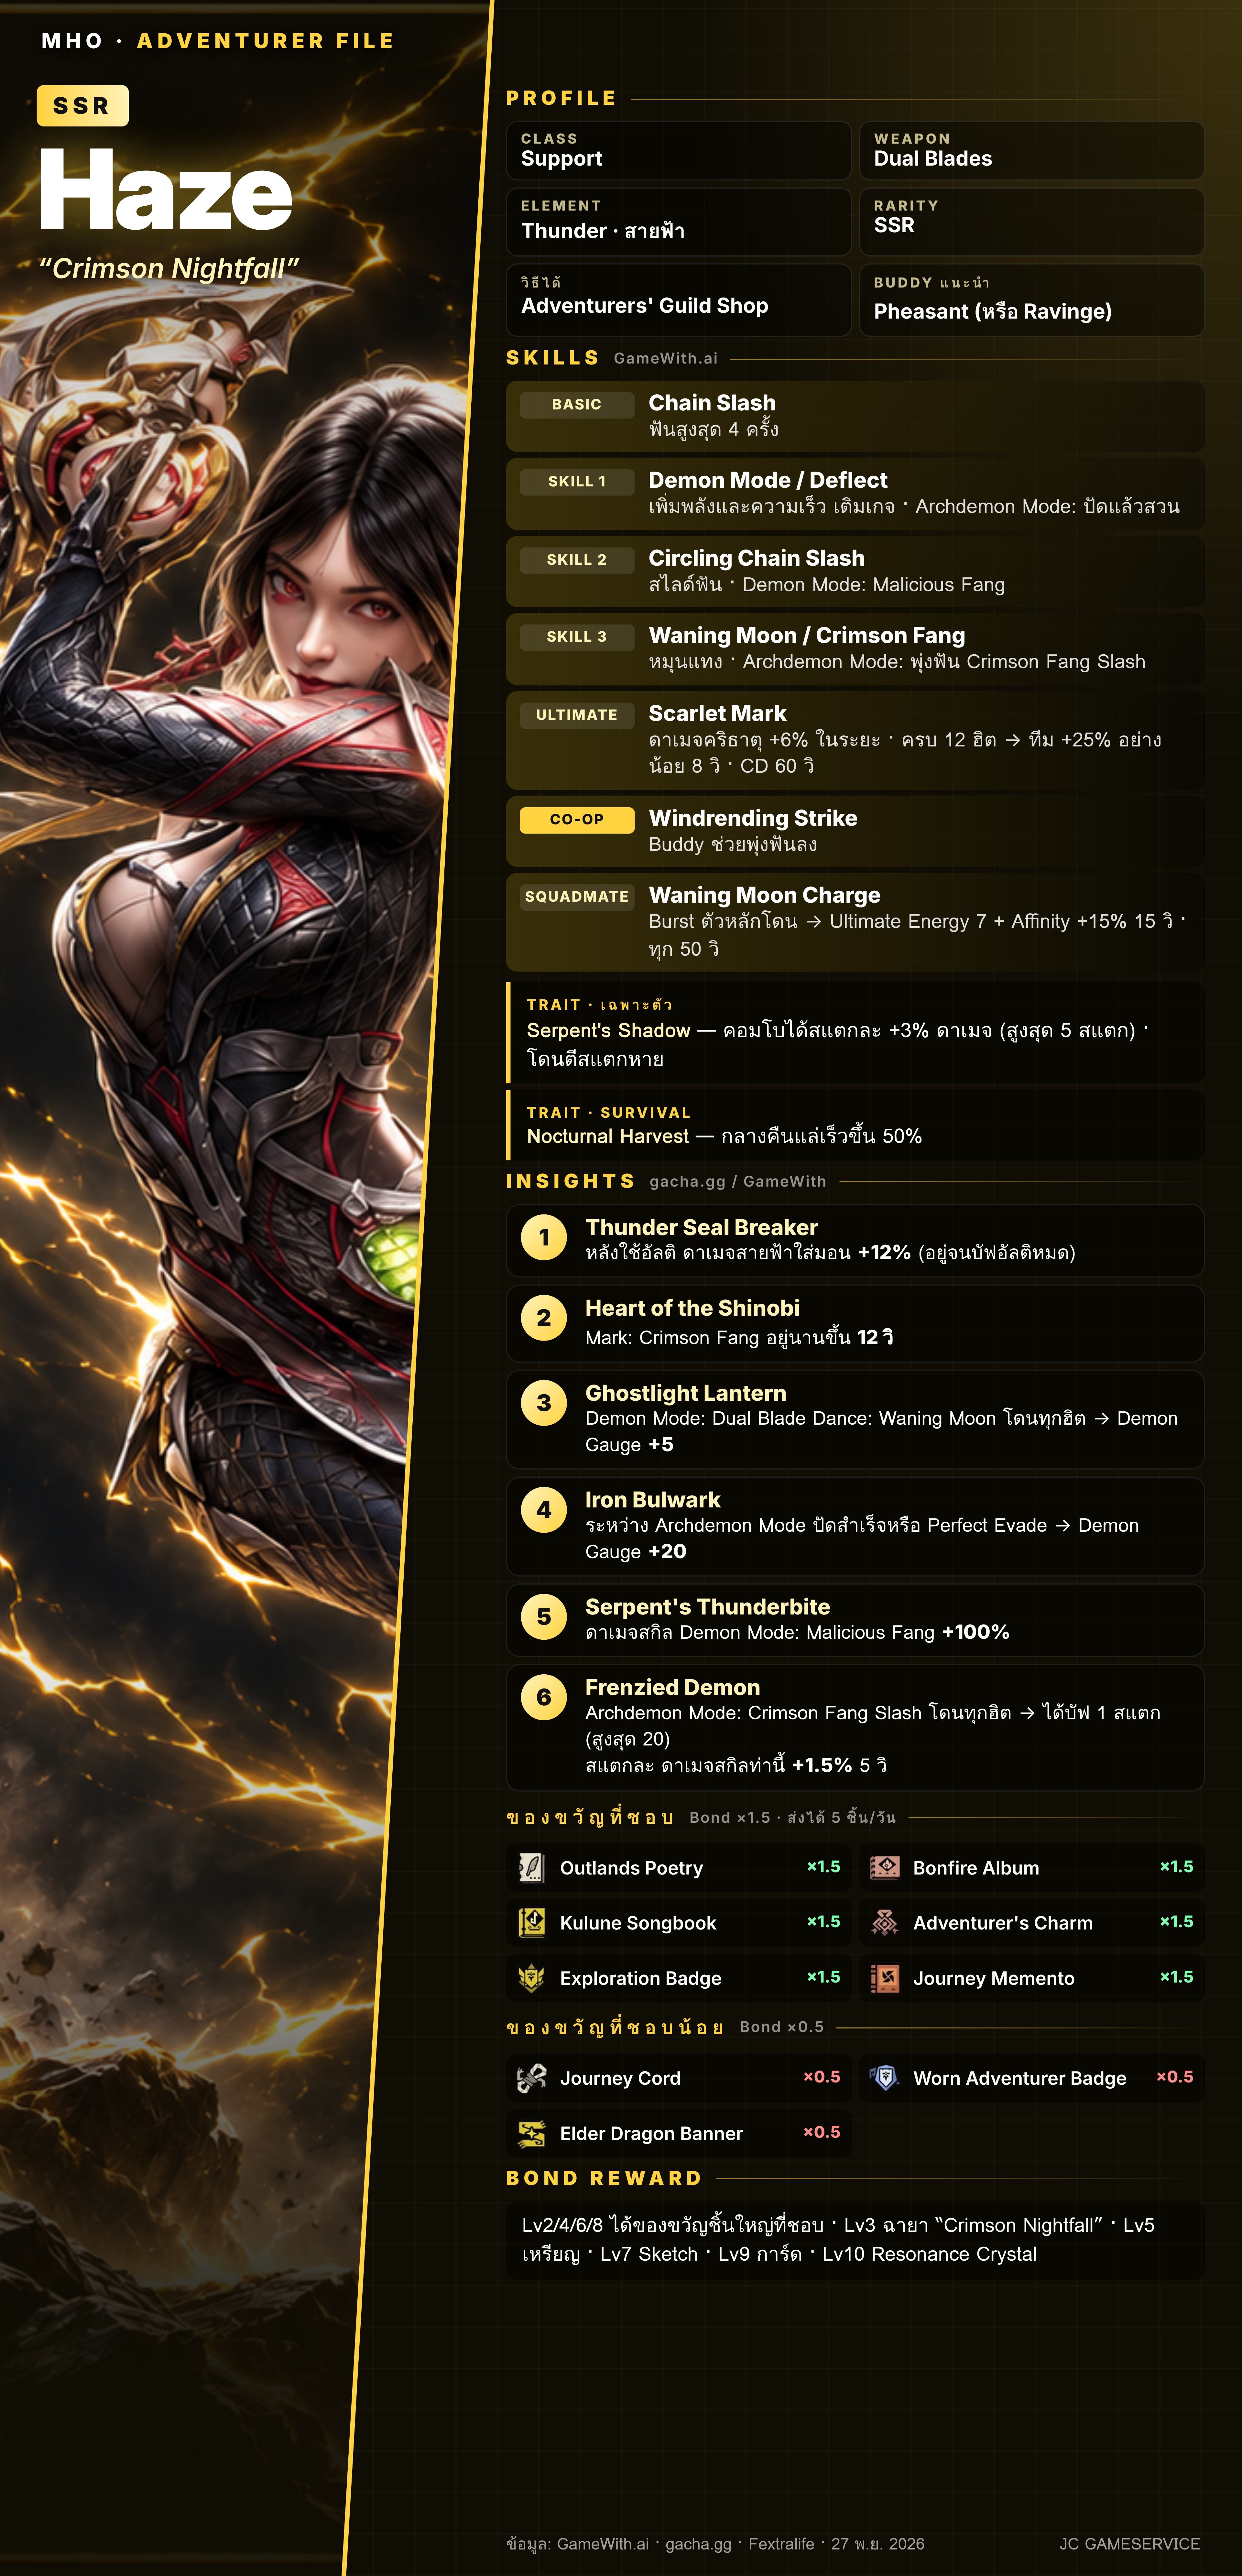 MHO · ADVENTURER FILE
SSR
Haze
“Crimson Nightfall”
PROFILE
CLASS
Support
WEAPON
Dual Blades
ELEMENT
Thunder · สายฟ้า
RARITY
SSR
วิธีได้
Adventurers' Guild Shop
BUDDY แนะนำ
Pheasant (หรือ Ravinge)
SKILLS GameWith.ai
BASIC
Chain Slash
ฟันสูงสุด 4 ครั้ง
SKILL 1
Demon Mode / Deflect
เพิ่มพลังและความเร็ว เติมเกจ · Archdemon Mode: ปัดแล้วสวน
SKILL 2
Circling Chain Slash
สไลด์ฟัน · Demon Mode: Malicious Fang
SKILL 3
Waning Moon / Crimson Fang
หมุนแทง · Archdemon Mode: พุ่งฟัน Crimson Fang Slash
ULTIMATE
Scarlet Mark
ดาเมจคริธาตุ +6% ในระยะ · ครบ 12 ฮิต → ทีม +25% อย่าง
น้อย 8 วิ · CD 60 วิ
CO-OP
Windrending Strike
Buddy ช่วยพุ่งฟันลง
SQUADMATE
Waning Moon Charge
Burst ตัวหลักโดน → Ultimate Energy 7 + Affinity +15% 15 วิ ·
ทุก 50 วิ
TRAIT · เฉพาะตัว
Serpent's Shadow — คอมโบได้สแตกละ +3% ดาเมจ (สูงสุด 5 สแตก) ·
โดนตีสแตกหาย
TRAIT · SURVIVAL
Nocturnal Harvest — กลางคืนแล่เร็วขึ้น 50%
INSIGHTS gacha.gg / GameWith
1
Thunder Seal Breaker
หลังใช้อัลติ ดาเมจสายฟ้าใส่มอน +12% (อยู่จนบัฟอัลติหมด)
2
Heart of the Shinobi
Mark: Crimson Fang อยู่นานขึ้น 12 วิ
3
Ghostlight Lantern
Demon Mode: Dual Blade Dance: Waning Moon โดนทุกฮิต → Demon
Gauge +5
4
Iron Bulwark
ระหว่าง Archdemon Mode ปัดสำเร็จหรือ Perfect Evade → Demon
Gauge +20
5
Serpent's Thunderbite
ดาเมจสกิล Demon Mode: Malicious Fang +100%
6
Frenzied Demon
Archdemon Mode: Crimson Fang Slash โดนทุกฮิต → ได้บัฟ 1 สแตก
(สูงสุด 20)
สแตกละ ดาเมจสกิลท่านี้ +1.5% 5 วิ
ของขวัญที่ชอบ Bond ×1.5 · ส่งได้ 5 ชิ้น/วัน
Outlands Poetry ×1.5
Bonfire Album ×1.5
Kulune Songbook ×1.5
Adventurer's Charm ×1.5
Exploration Badge ×1.5
Journey Memento ×1.5
ของขวัญที่ชอบน้อย Bond ×0.5
Journey Cord ×0.5
Worn Adventurer Badge ×0.5
Elder Dragon Banner ×0.5
BOND REWARD
Lv2/4/6/8 ได้ของขวัญชิ้นใหญ่ที่ชอบ · Lv3 ฉายา “Crimson Nightfall” · Lv5
เหรียญ · Lv7 Sketch · Lv9 การ์ด · Lv10 Resonance Crystal
ข้อมูล: GameWith.ai · gacha.gg · Fextralife · 27 พ.ย. 2026
JC GAMESERVICE